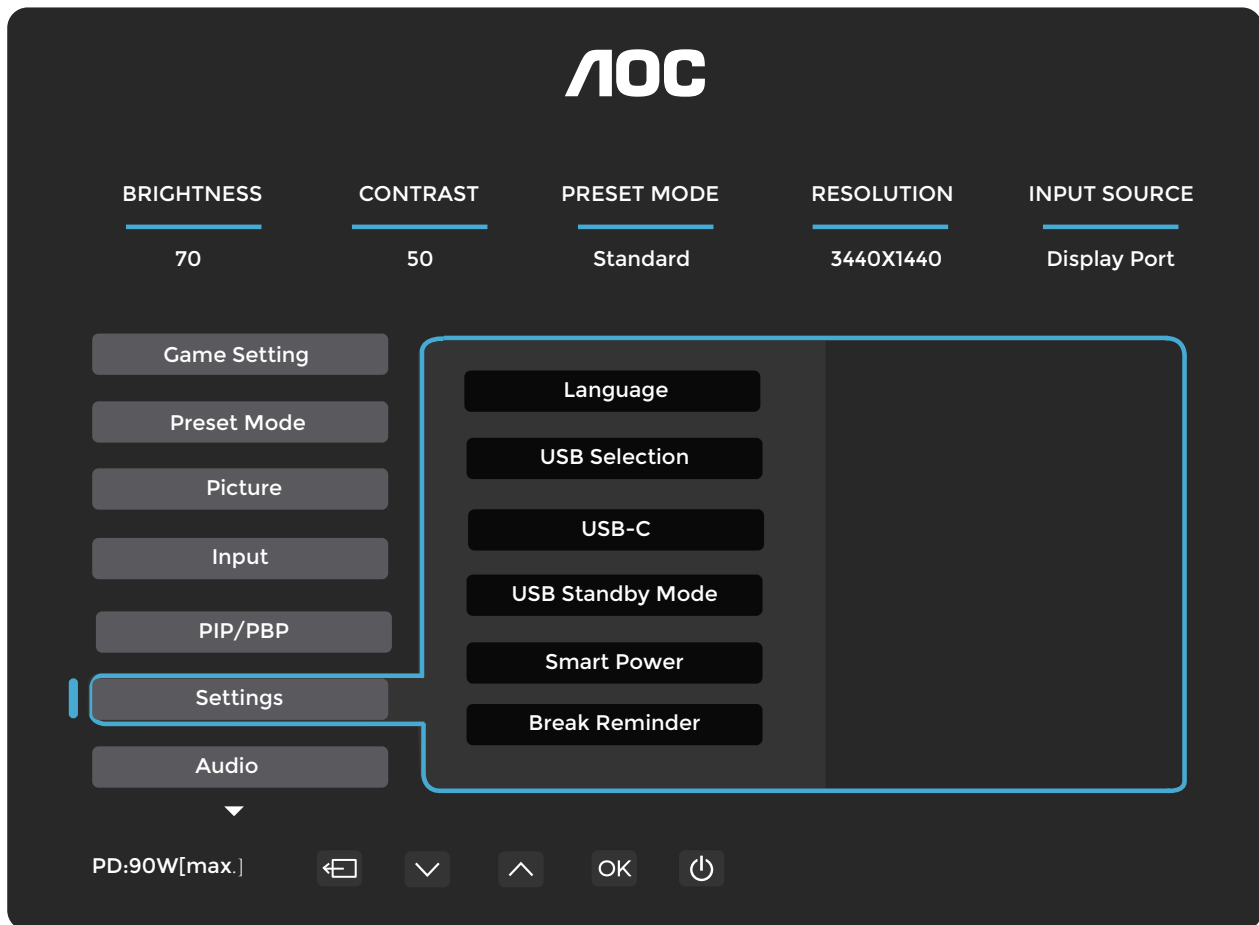 AOC
BRIGHTNESS CONTRAST PRESET MODE RESOLUTION INPUT SOURCE
70 50 Standard 3440X1440 Display Port
Game Setting
Preset Mode
Picture
Input
PIP/PBP
Settings
Audio
Language
USB Selection
USB-C
USB Standby Mode
Smart Power
Break Reminder
PD:90W[max.]
OK